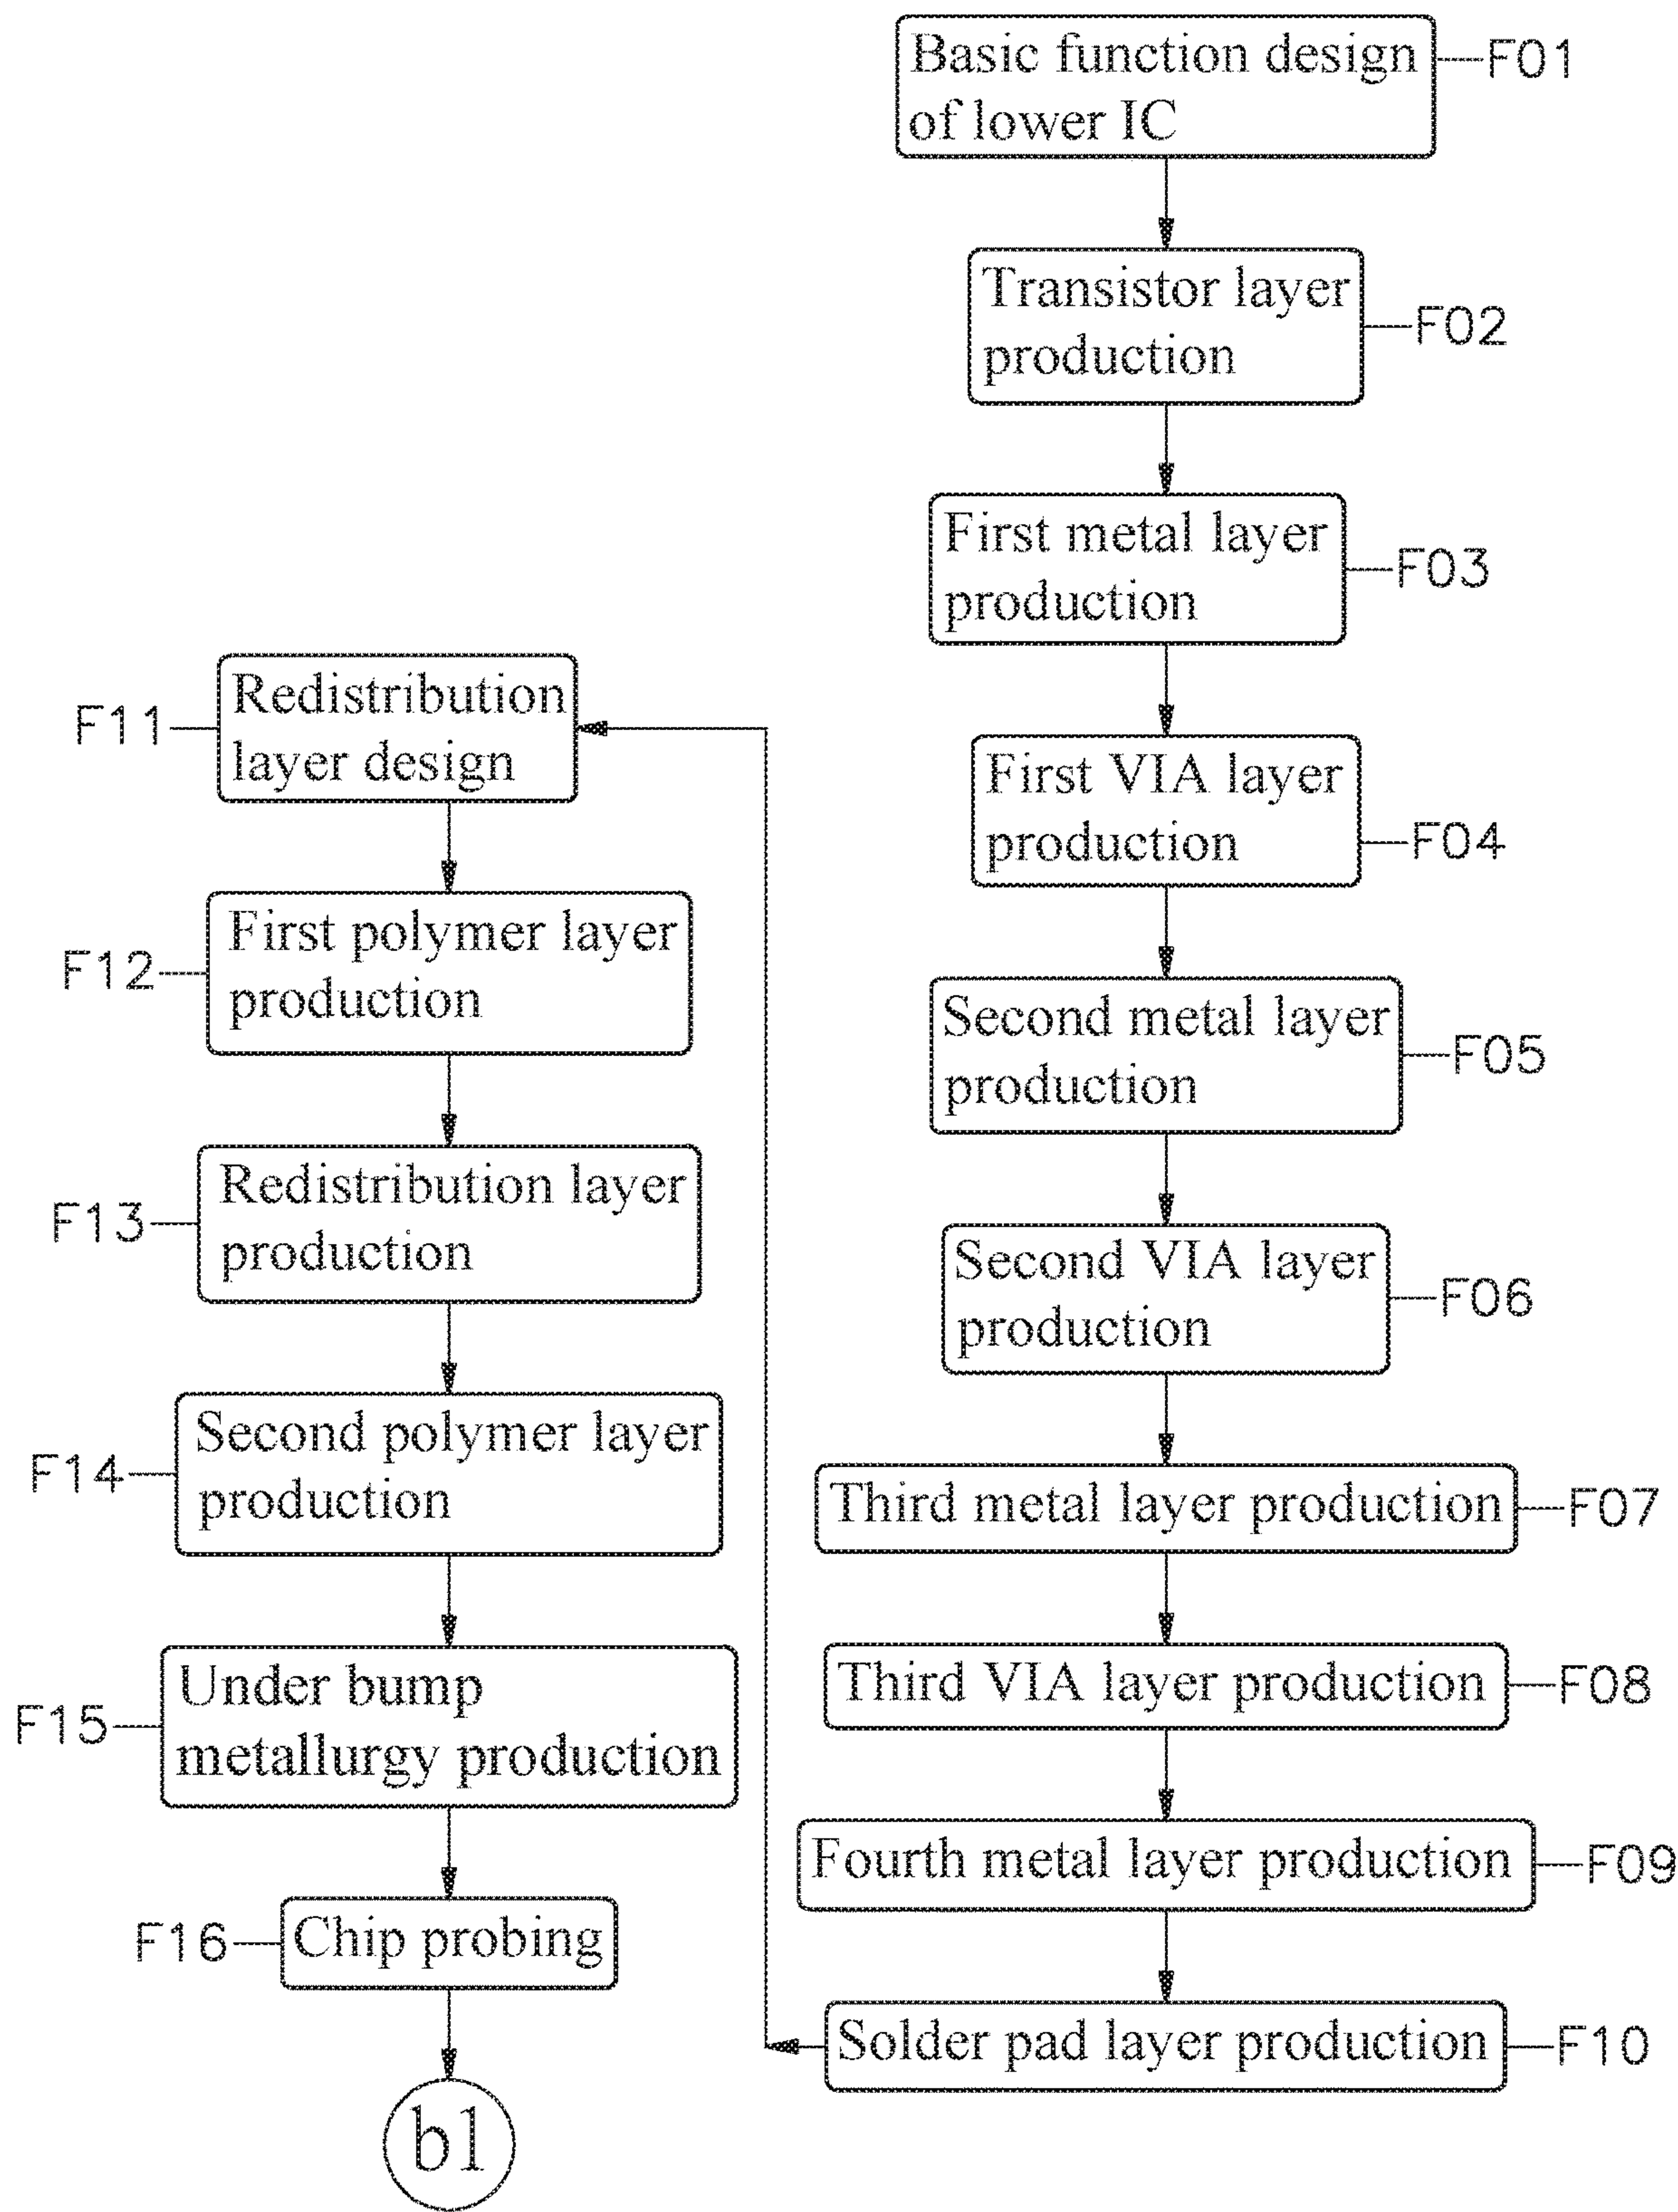 Basic function design
of lower IC
F01
Transistor layer
production
F02
First metal layer
production
F03
First VIA layer
production
F04
Second metal layer
production
F05
Second VIA layer
production
F06
Third metal layer production
F07
Third VIA layer production
F08
Fourth metal layer production
F09
Solder pad layer production
F10
F11
Redistribution
layer design
F12
First polymer layer
production
F13
Redistribution layer
production
F14
Second polymer layer
production
F15
Under bump
metallurgy production
F16
Chip probing
b1